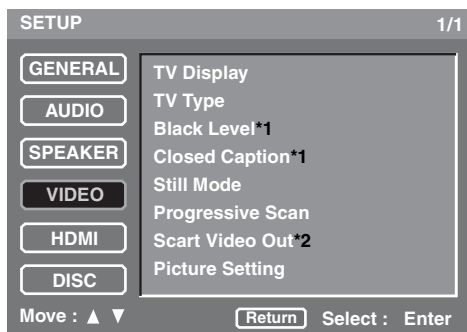 SETUP 1/1
GENERAL
AUDIO
SPEAKER
VIDEO
HDMI
DISC
TV Display
TV Type
Black Level*1
Closed Caption*1
Still Mode
Progressive Scan
Scart Video Out*2
Picture Setting
Move : ▲ ▼ Return Select : Enter